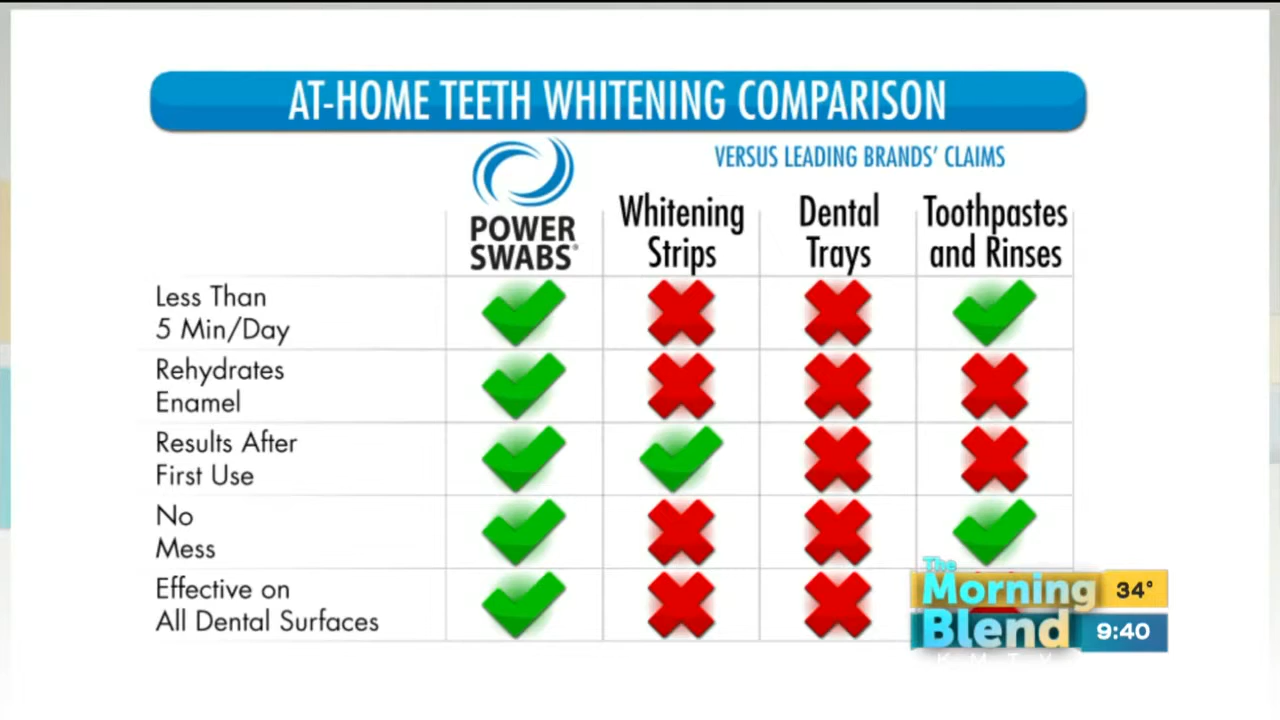 AT-HOME TEETH WHITENING COMPARISON
VERSUS LEADING BRANDS' CLAIMS
POWER
SWABS®
Whitening
Strips
Dental
Trays
Toothpastes
and Rinses
Less Than
5 Min/Day
Rehydrates
Enamel
Results After
First Use
No
Mess
Effective on
All Dental Surfaces
The
Morning
Blend
34°
9:40